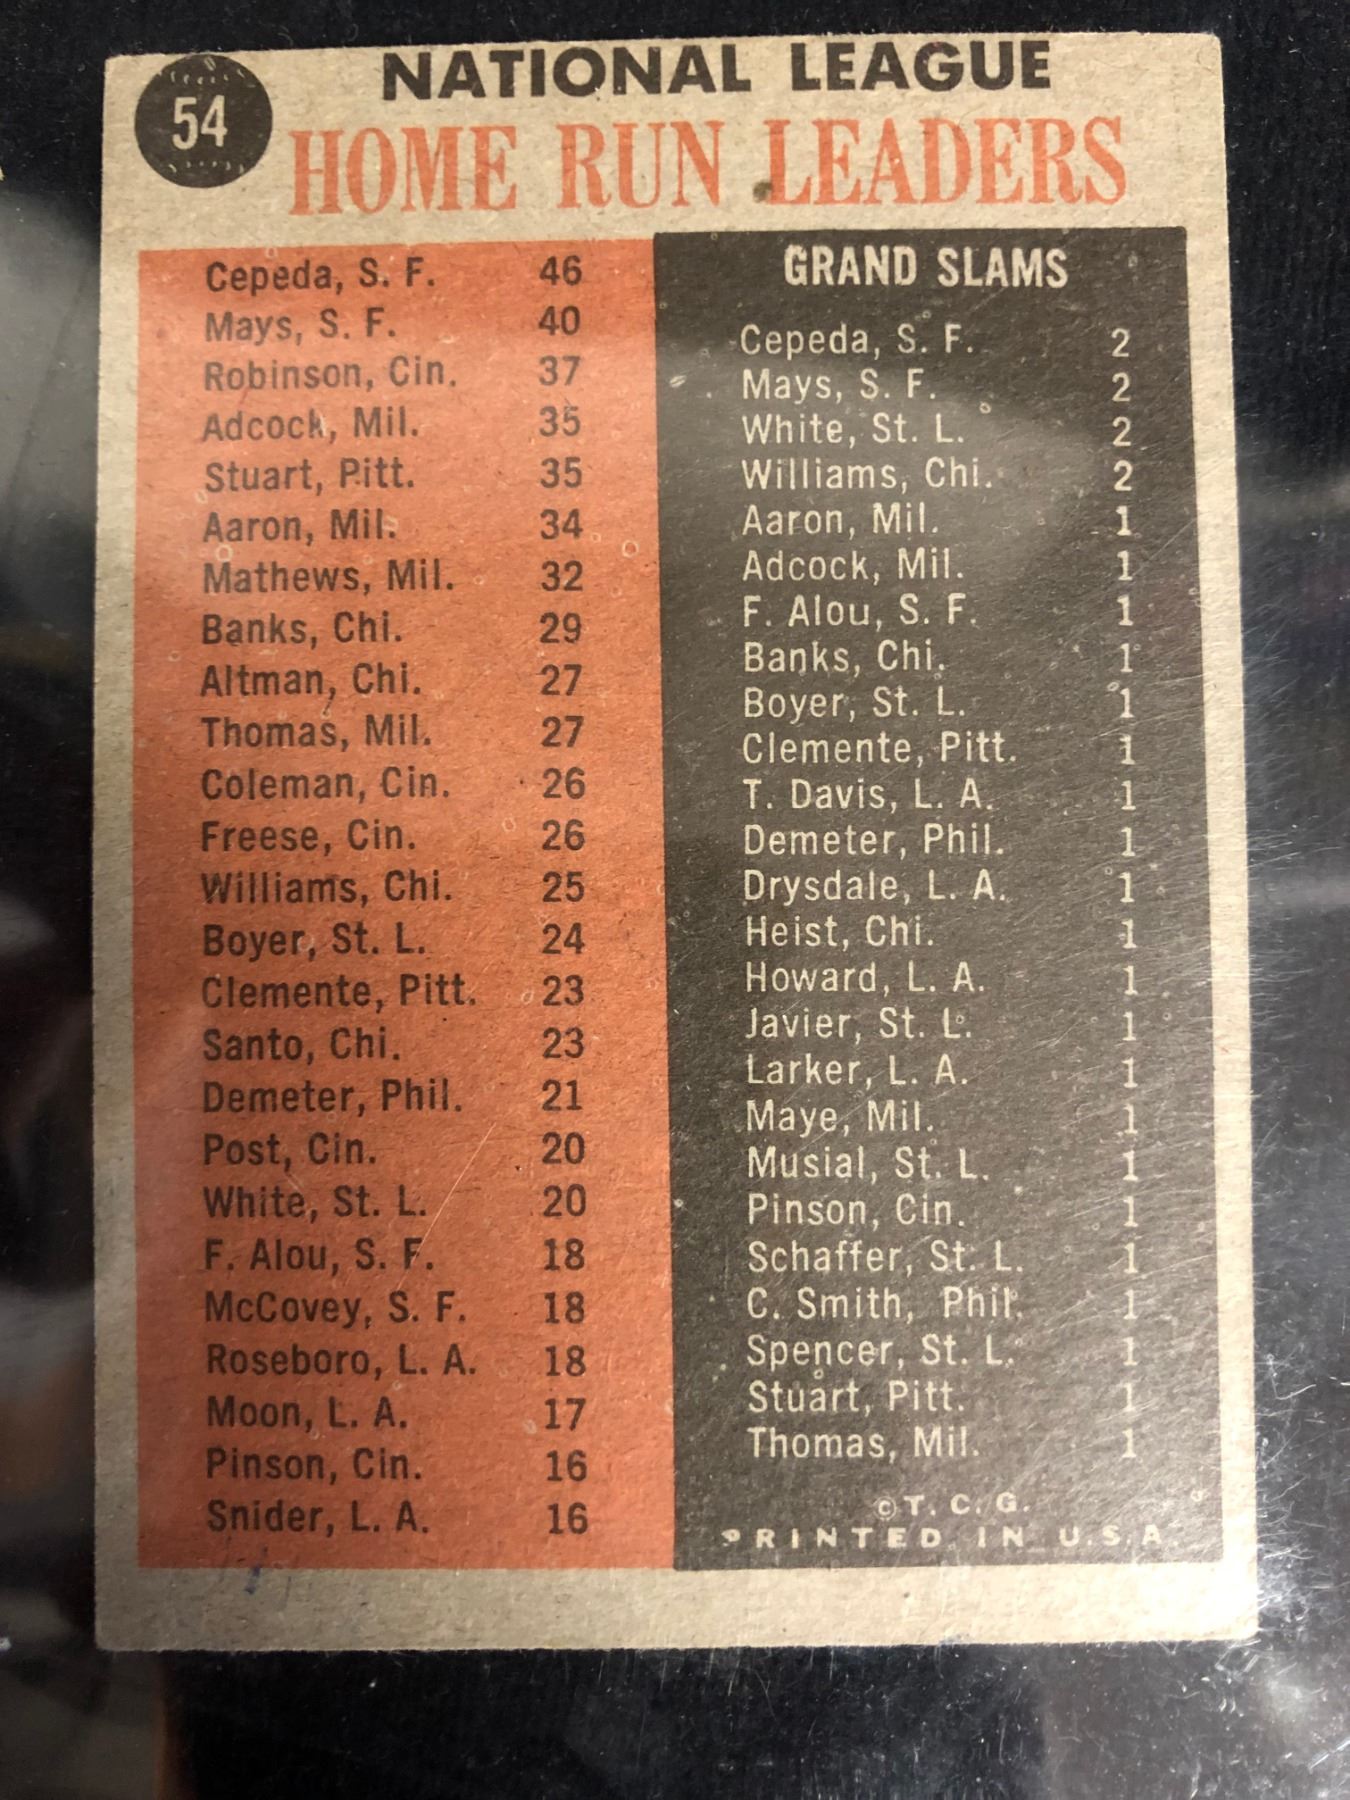 54
NATIONAL LEAGUE
HOME RUN LEADERS
Cepeda, S. F. 46
Mays, S. F. 40
Robinson, Cin. 37
Adcock, Mil. 35
Stuart, Pitt. 35
Aaron, Mil. 34
Mathews, Mil. 32
Banks, Chi. 29
Altman, Chi. 27
Thomas, Mil. 27
Coleman, Cin. 26
Freese, Cin. 26
Williams, Chi. 25
Boyer, St. L. 24
Clemente, Pitt. 23
Santo, Chi. 23
Demeter, Phil. 21
Post, Cin. 20
White, St. L. 20
F. Alou, S. F. 18
McCovey, S. F. 18
Roseboro, L. A. 18
Moon, L. A. 17
Pinson, Cin. 16
Snider, L. A. 16
GRAND SLAMS
Cepeda, S. F. 2
Mays, S. F. 2
White, St. L. 2
Williams, Chi. 2
Aaron, Mil. 1
Adcock, Mil. 1
F. Alou, S. F. 1
Banks, Chi. 1
Boyer, St. L. 1
Clemente, Pitt. 1
T. Davis, L. A. 1
Demeter, Phil. 1
Drysdale, L. A. 1
Heist, Chi. 1
Howard, L. A. 1
Javier, St. L. 1
Larker, L. A. 1
Maye, Mil. 1
Musial, St. L. 1
Pinson, Cin. 1
Schaffer, St. L. 1
C. Smith, Phil. 1
Spencer, St. L. 1
Stuart, Pitt. 1
Thomas, Mil. 1
© T. C. G.
PRINTED IN U.S.A.